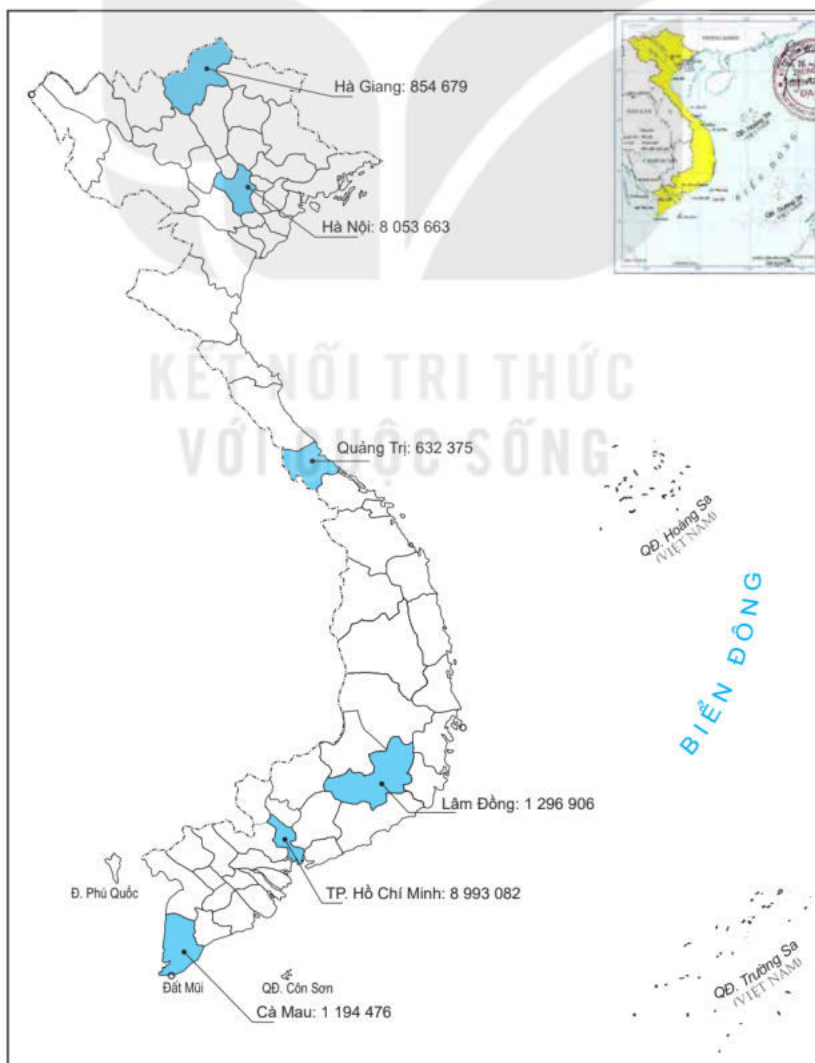 Hà Giang: 854 679
Hà Nội: 8 053 663
KẾT NỐI TRI THỨC
VỚI CUỘC SỐNG
Quảng Trị: 632 375
QĐ. Hoàng Sa
(VIỆT NAM)
BIỂN ĐÔNG
Lâm Đồng: 1 296 906
Đ. Phú Quốc
TP. Hồ Chí Minh: 8 993 082
Đất Mũi
QĐ. Côn Sơn
Cà Mau: 1 194 476
QĐ. Trường Sa
(VIỆT NAM)